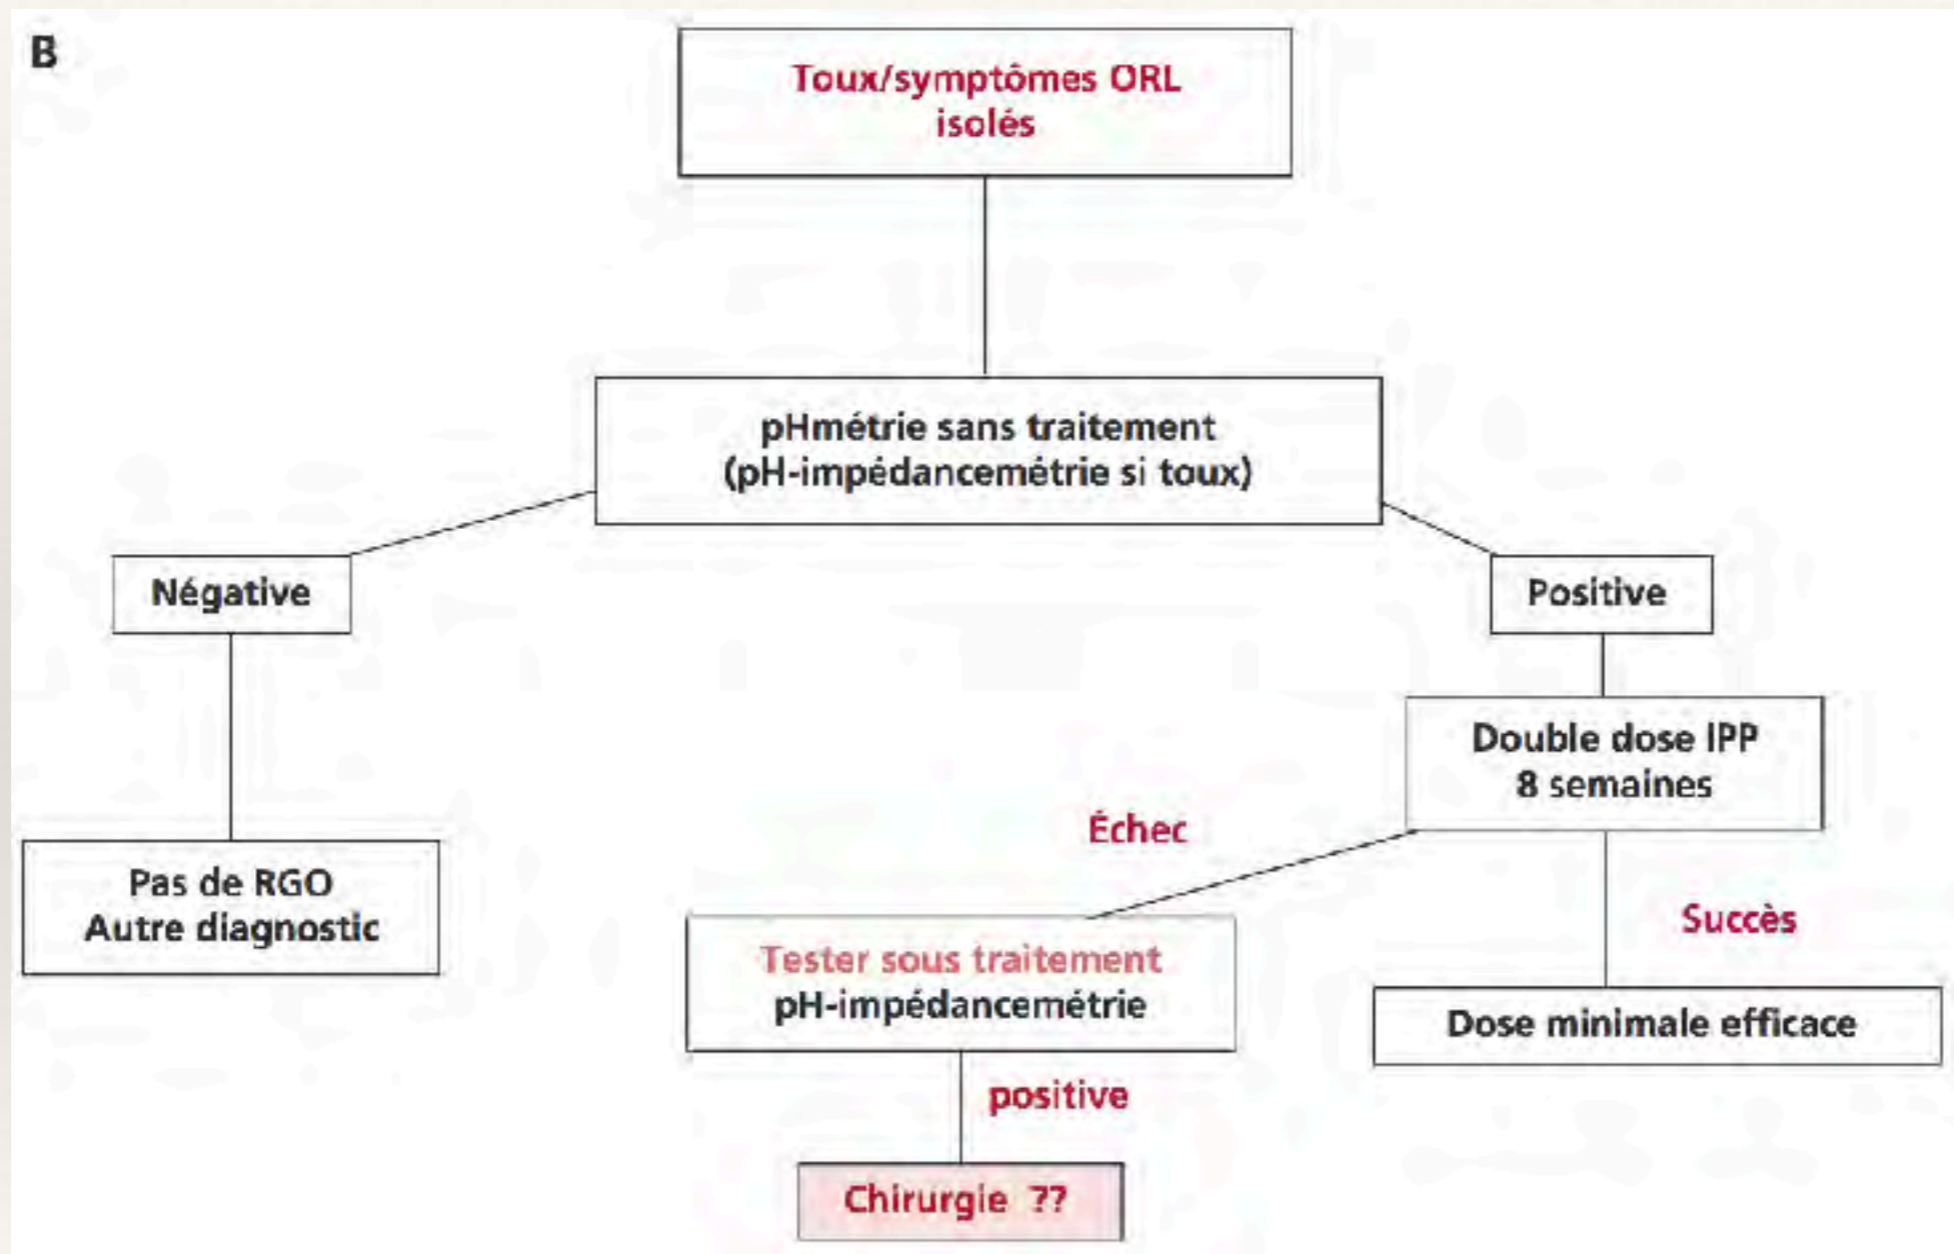 B
Toux/symptômes ORL
isolés
pHmétrie sans traitement
(pH-impédancemétrie si toux)
Négative
Positive
Double dose IPP
8 semaines
Échec
Pas de RGO
Autre diagnostic
Succès
Tester sous traitement
pH-impédancemétrie
Dose minimale efficace
positive
Chirurgie ??